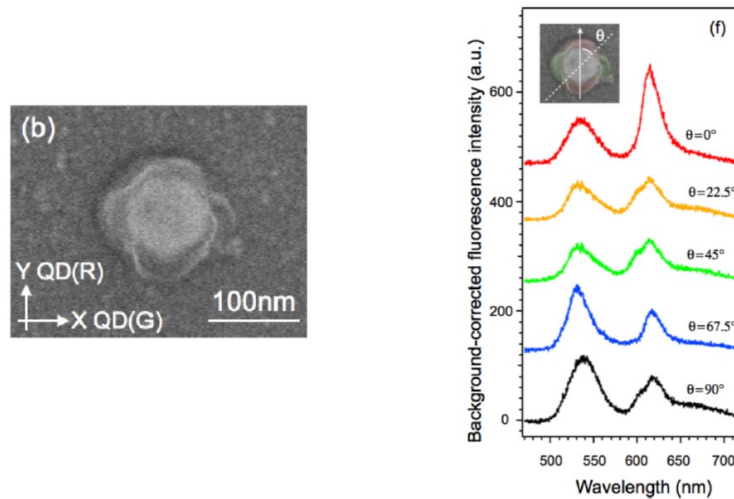 (b)
Y QD(R)
X QD(G)
100nm
(f)
θ
Background-corrected fluorescence intensity (a.u.)
600
400
200
0
θ=0°
θ=22.5°
θ=45°
θ=67.5°
θ=90°
500 550 600 650 700
Wavelength (nm)